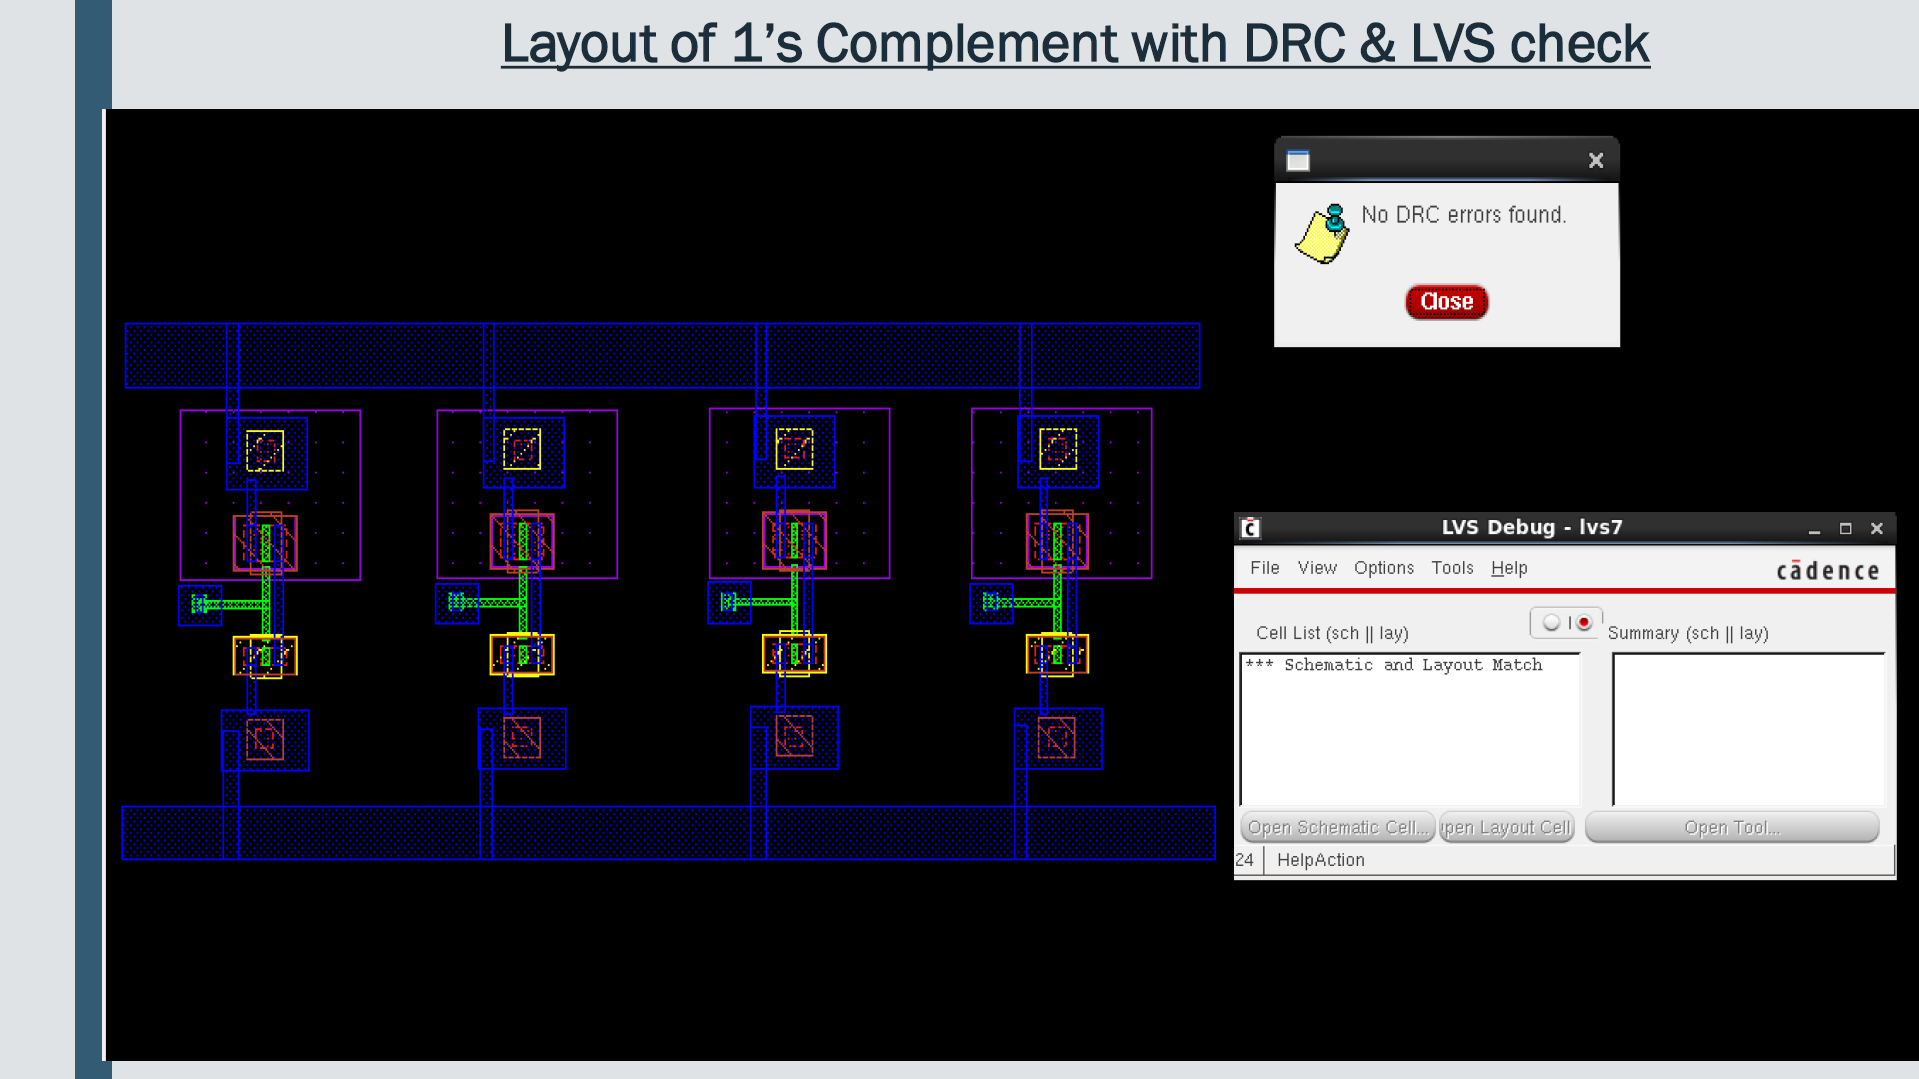 Layout of 1’s Complement with DRC & LVS check
No DRC errors found.
Close
LVS Debug - lvs7
File View Options Tools Help
cādence
Cell List (sch || lay)
Summary (sch || lay)
*** Schematic and Layout Match
Open Schematic Cell...
pen Layout Cell
Open Tool...
24 HelpAction